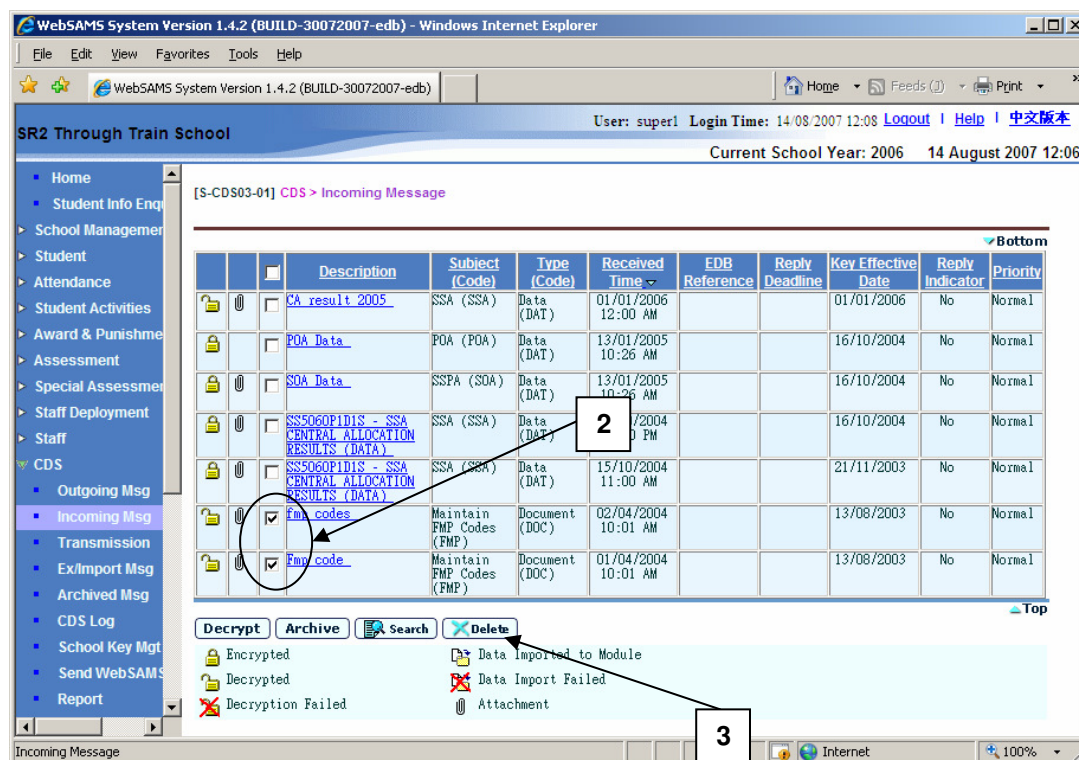 WebSAMS System Version 1.4.2 (BUILD-30072007-edb) - Windows Internet Explorer
File Edit View Favorites Tools Help
WebSAMS System Version 1.4.2 (BUILD-30072007-edb)
Home Feeds (J) Print
SR2 Through Train School
User: super1 Login Time: 14/08/2007 12:08 Logout | Help | 中文版本
Current School Year: 2006 14 August 2007 12:06
Home
Student Info Enq
School Managemer
Student
Attendance
Student Activities
Award & Punishme
Assessment
Special Assessmer
Staff Deployment
Staff
CDS
Outgoing Msg
Incoming Msg
Transmission
Ex/Import Msg
Archived Msg
CDS Log
School Key Mgt
Send WebSAMS
Report
[S-CDS03-01] CDS > Incoming Message
Bottom
Description Subject (Code) Type (Code) Received Time EDB Reference Reply Deadline Key Effective Date Reply Indicator Priority
CA result 2005 SSA (SSA) Data (DAT) 01/01/2006 12:00 AM 01/01/2006 No Normal
POA Data POA (POA) Data (DAT) 13/01/2005 10:26 AM 16/10/2004 No Normal
SOA Data SSPA (SOA) Data (DAT) 13/01/2005 10:26 AM 16/10/2004 No Normal
SS5060P1D1S - SSA CENTRAL ALLOCATION RESULTS (DATA) SSA (SSA) Data (DAT) /2004 PM 16/10/2004 No Normal
SS5060P1D1S - SSA CENTRAL ALLOCATION RESULTS (DATA) SSA (SSA) Data (DAT) 15/10/2004 11:00 AM 21/11/2003 No Normal
fmp codes Maintain FMP Codes (FMP) Document (DOC) 02/04/2004 10:01 AM 13/08/2003 No Normal
Fmp code Maintain FMP Codes (FMP) Document (DOC) 01/04/2004 10:01 AM 13/08/2003 No Normal
2
Top
Decrypt Archive Search Delete
Encrypted Data Imported to Module
Decrypted Data Import Failed
Decryption Failed Attachment
3
Incoming Message Internet 100%